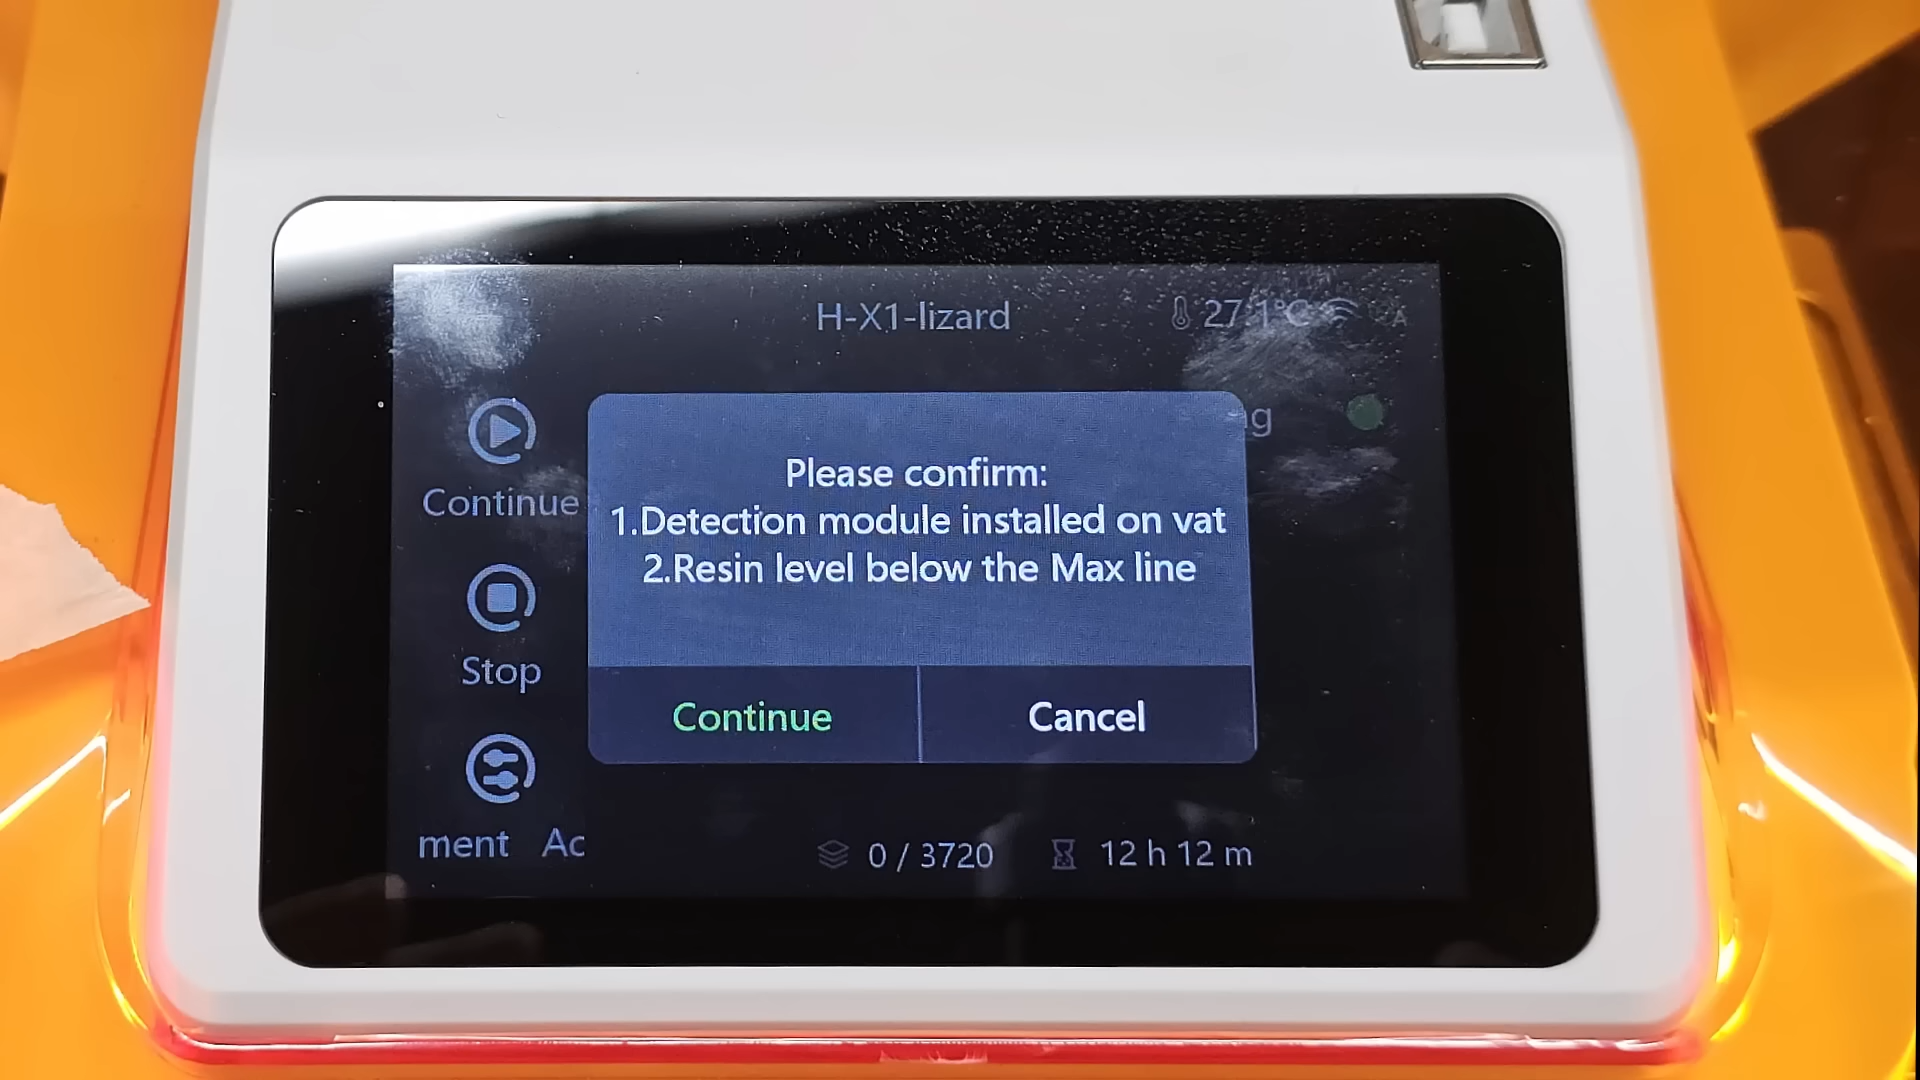 H-X1-lizard
27.1°C
A
ng
Continue
Please confirm:
1.Detection module installed on vat
2.Resin level below the Max line
Stop
Continue
Cancel
ment Ac
0 / 3720
12 h 12 m